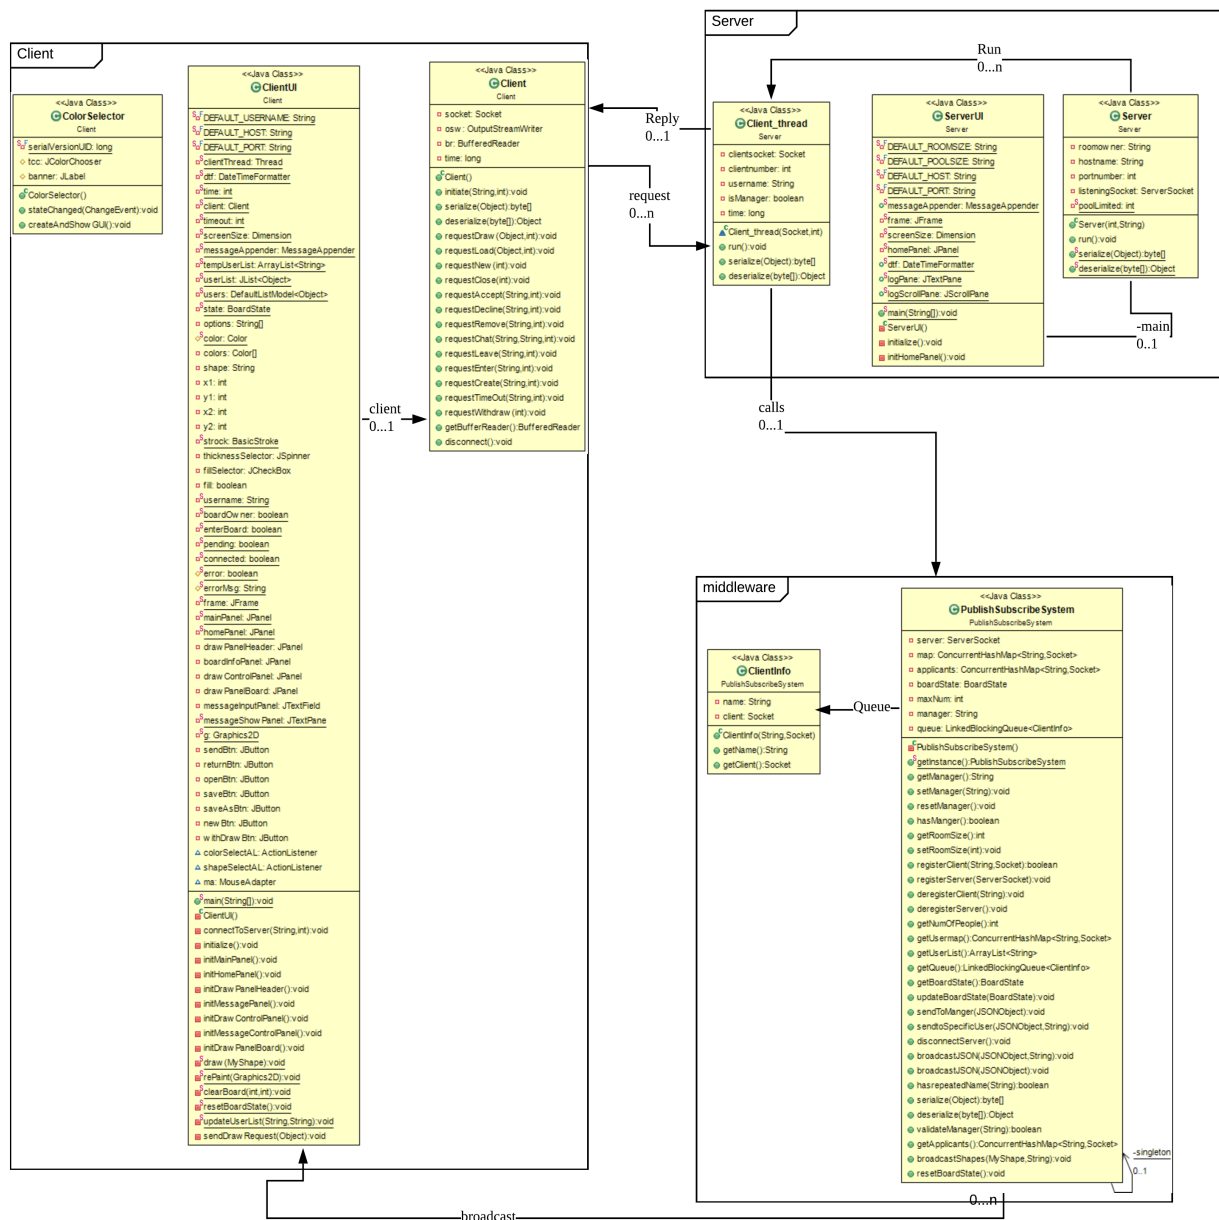 Client
<<Java Class>>
ColorSelector
Client
serialVersionUID: long
tcc: JColorChooser
banner: JLabel
ColorSelector()
stateChanged(ChangeEvent):void
createAndShowGUI():void
<<Java Class>>
ClientUI
Client
DEFAULT_USERNAME: String
DEFAULT_HOST: String
DEFAULT_PORT: String
clientThread: Thread
dtf: DateTimeFormatter
time: int
client: Client
timeout: int
screenSize: Dimension
messageAppender: MessageAppender
tempUserList: ArrayList<String>
userList: JList<Object>
users: DefaultListModel<Object>
state: BoardState
options: String[]
color: Color
colors: Color[]
shape: String
x1: int
y1: int
x2: int
y2: int
strock: BasicStroke
thicknessSelector: JSpinner
fillSelector: JCheckBox
fill: boolean
username: String
boardOwner: boolean
enterBoard: boolean
pending: boolean
connected: boolean
error: boolean
errorMsg: String
frame: JFrame
mainPanel: JPanel
homePanel: JPanel
drawPanelHeader: JPanel
boardInfoPanel: JPanel
drawControlPanel: JPanel
drawPanelBoard: JPanel
messageInputPanel: JTextField
messageShowPanel: JTextPane
g: Graphics2D
sendBtn: JButton
returnBtn: JButton
openBtn: JButton
saveBtn: JButton
saveAsBtn: JButton
newBtn: JButton
withDrawBtn: JButton
colorSelectAL: ActionListener
shapeSelectAL: ActionListener
ma: MouseAdapter
main(String[]):void
ClientUI()
connectToServer(String,int):void
initialize():void
initMainPanel():void
initHomePanel():void
initDrawPanelHeader():void
initMessagePanel():void
initDrawControlPanel():void
initMessageControlPanel():void
initDrawPanelBoard():void
draw(MyShape):void
rePaint(Graphics2D):void
clearBoard(int,int):void
resetBoardState():void
updateUserList(String,String):void
sendDrawRequest(Object):void
client
0...1
<<Java Class>>
Client
Client
socket: Socket
osw: OutputStreamWriter
br: BufferedReader
time: long
Client()
initiate(String,int):void
serialize(Object):byte[]
deserialize(byte[]):Object
requestDraw(Object,int):void
requestLoad(Object,int):void
requestNew(int):void
requestClose(int):void
requestAccept(String,int):void
requestDecline(String,int):void
requestRemove(String,int):void
requestChat(String,String,int):void
requestLeave(String,int):void
requestEnter(String,int):void
requestCreate(String,int):void
requestTimeOut(String,int):void
requestWithdraw(int):void
getBufferReader():BufferedReader
disconnect():void
Reply
0...1
request
0...n
Server
Run
0...n
<<Java Class>>
Client_thread
Server
clientsocket: Socket
clientnumber: int
username: String
isManager: boolean
time: long
Client_thread(Socket,int)
run():void
serialize(Object):byte[]
deserialize(byte[]):Object
<<Java Class>>
ServerUI
Server
DEFAULT_ROOMSIZE: String
DEFAULT_POOLSIZE: String
DEFAULT_HOST: String
DEFAULT_PORT: String
messageAppender: MessageAppender
frame: JFrame
screenSize: Dimension
homePanel: JPanel
dtf: DateTimeFormatter
logPane: JTextPane
logScrollPane: JScrollPane
main(String[]):void
ServerUI()
initialize():void
initHomePanel():void
<<Java Class>>
Server
Server
roomowner: String
hostname: String
portnumber: int
listeningSocket: ServerSocket
poolLimited: int
Server(int,String)
run():void
serialize(Object):byte[]
deserialize(byte[]):Object
-main
0...1
calls
0...1
middleware
<<Java Class>>
ClientInfo
PublishSubscribeSystem
name: String
client: Socket
ClientInfo(String,Socket)
getName():String
getClient():Socket
Queue
<<Java Class>>
PublishSubscribeSystem
PublishSubscribeSystem
server: ServerSocket
map: ConcurrentHashMap<String,Socket>
applicants: ConcurrentHashMap<String,Socket>
boardState: BoardState
maxNum: int
manager: String
queue: LinkedBlockingQueue<ClientInfo>
PublishSubscribeSystem()
getInstance():PublishSubscribeSystem
getManager():String
setManager(String):void
resetManager():void
hasManger():boolean
getRoomSize():int
setRoomSize(int):void
registerClient(String,Socket):boolean
registerServer(ServerSocket):void
deregisterClient(String):void
deregisterServer():void
getNumOfPeople():int
getUsermap():ConcurrentHashMap<String,Socket>
getUserList():ArrayList<String>
getQueue():LinkedBlockingQueue<ClientInfo>
getBoardState():BoardState
updateBoardState(BoardState):void
sendToManger(JSONObject):void
sendtoSpecificUser(JSONObject,String):void
disconnectServer():void
broadcastJSON(JSONObject,String):void
broadcastJSON(JSONObject):void
hasrepeatedName(String):boolean
serialize(Object):byte[]
deserialize(byte[]):Object
validateManager(String):boolean
getApplicants():ConcurrentHashMap<String,Socket>
broadcastShapes(MyShape,String):void
resetBoardState():void
-singleton
0..1
0...n
broadcast